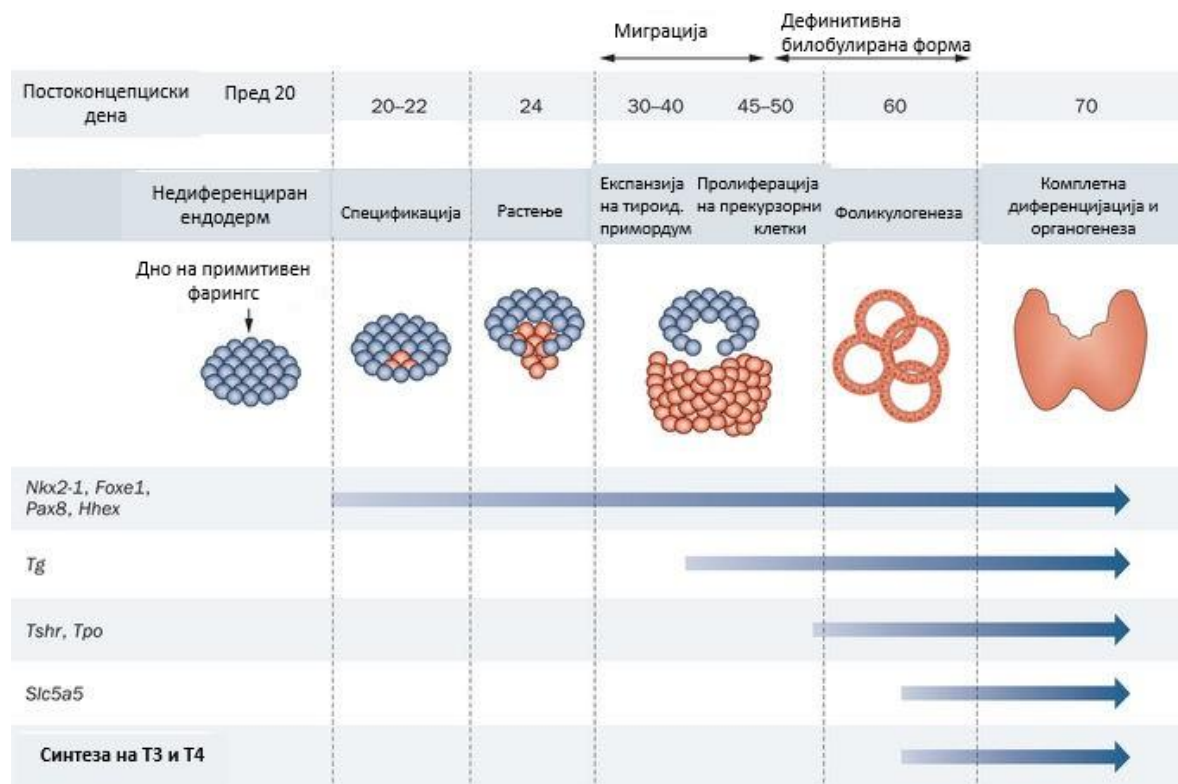 Миграција
Дефинитивна
билобулирана форма
Постоконцепциски
дена
Пред 20
20–22
24
30–40
45–50
60
70
Недиференциран
ендодерм
Спецификација
Растење
Експанзија
на тироид.
примордум
Пролиферација
на прекурзорни
клетки
Фоликулогенеза
Комплетна
диференцијација и
органогенеза
Дно на примитивен
фарингс
Nkx2-1, Foxe1,
Pax8, Hhex
Tg
Tshr, Tpo
Slc5a5
Синтеза на Т3 и Т4